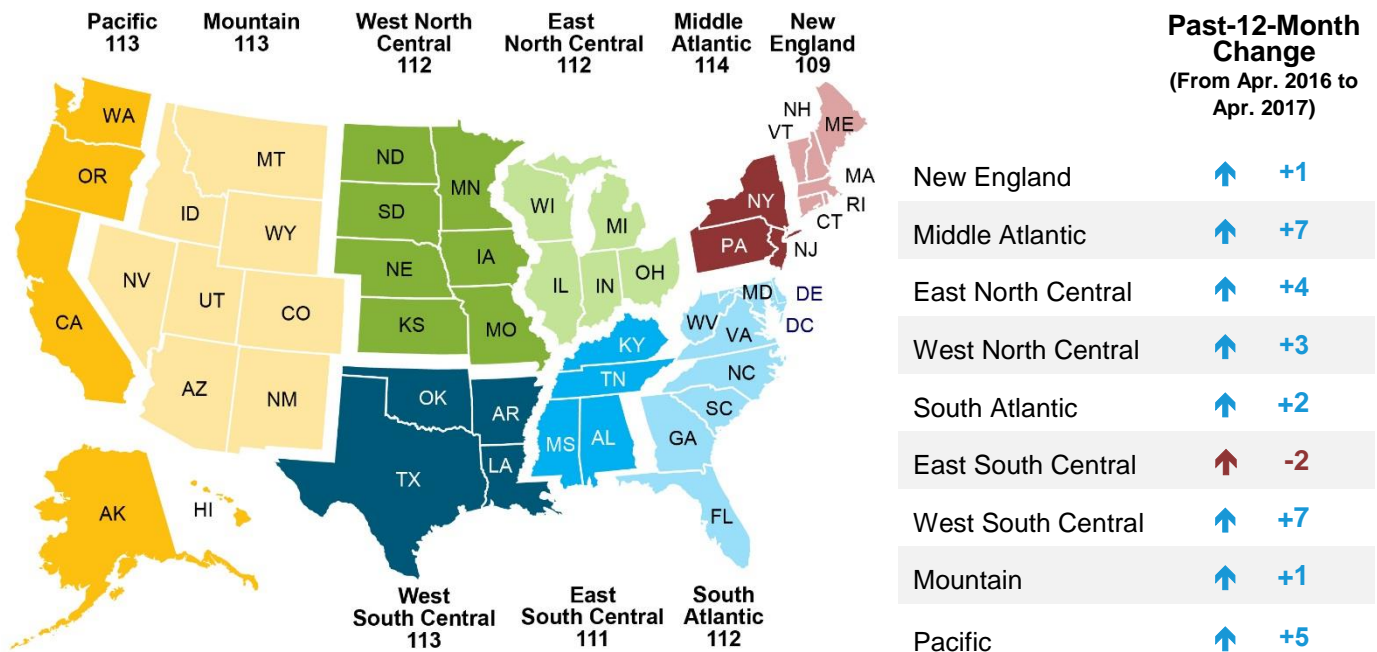 Pacific
113
Mountain
113
West North
Central
112
East
North Central
112
Middle
Atlantic
114
New
England
109
WA
OR
CA
AK
HI
MT
ID
WY
NV
UT
CO
AZ
NM
ND
SD
NE
KS
MN
IA
MO
WI
MI
IL
IN
OH
NY
PA
NJ
NH
VT
ME
MA
RI
CT
OK
AR
TX
LA
KY
TN
MS
AL
MD
DE
DC
WV
VA
NC
SC
GA
FL
West
South Central
113
East
South Central
111
South
Atlantic
112
Past-12-Month
Change
(From Apr. 2016 to
Apr. 2017)
New England +1
Middle Atlantic +7
East North Central +4
West North Central +3
South Atlantic +2
East South Central -2
West South Central +7
Mountain +1
Pacific +5